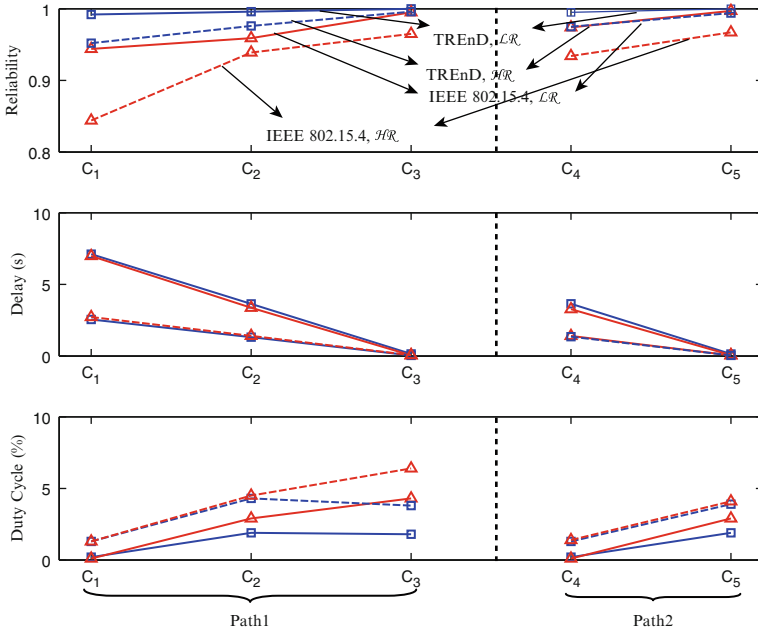 1
0.9
0.8
Reliability
TREnD, ℒℛ
TREnD, ℋℛ
IEEE 802.15.4, ℒℛ
IEEE 802.15.4, ℋℛ
C1 C2 C3 C4 C5
10
5
0
Delay (s)
C1 C2 C3 C4 C5
10
5
0
Duty Cycle (%)
C1 C2 C3 C4 C5
Path1 Path2